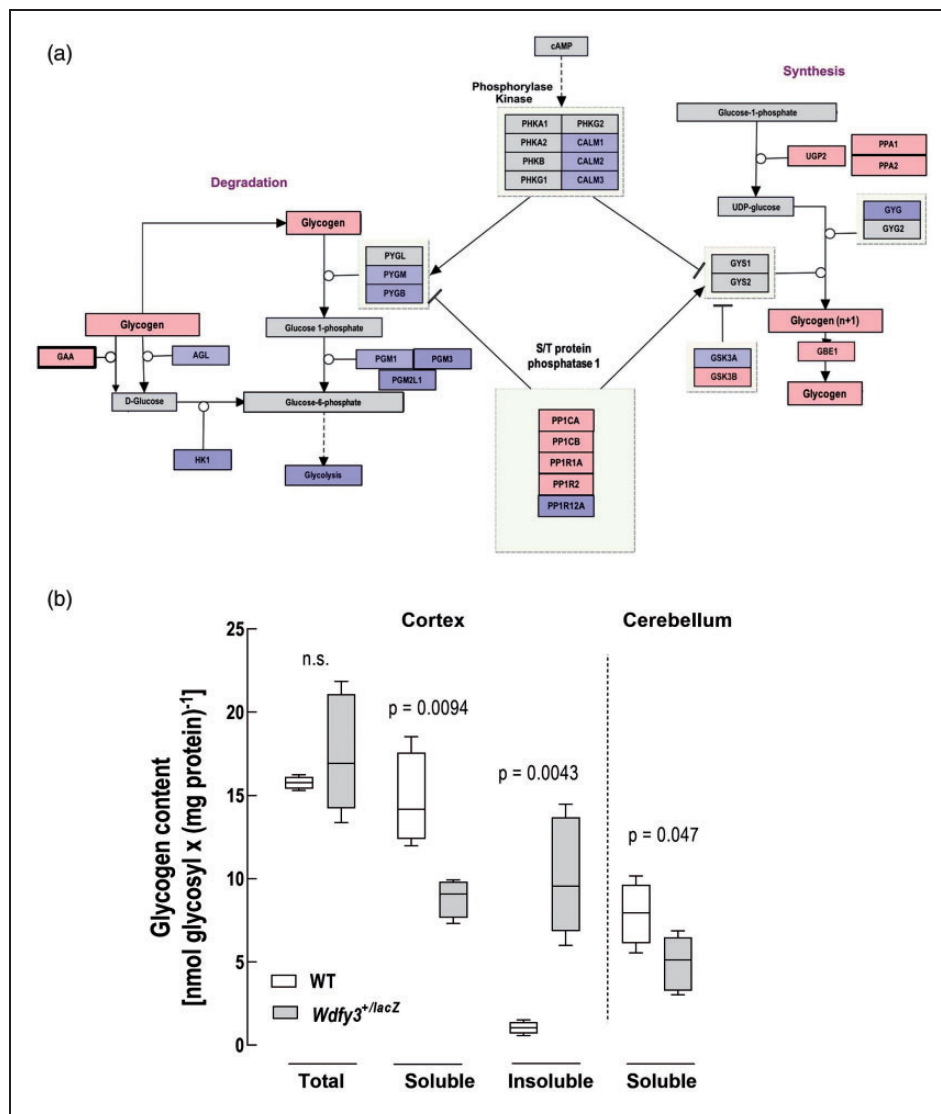 (a)
cAMP
Phosphorylase
Kinase
PHKA1 PHKG2
PHKA2 CALM1
PHKB CALM2
PHKG1 CALM3
Synthesis
Glucose-1-phosphate
UGP2
PPA1
PPA2
UDP-glucose
GYG
GYG2
GYS1
GYS2
Glycogen (n+1)
GBE1
Glycogen
GSK3A
GSK3B
Degradation
Glycogen
PYGL
PYGM
PYGB
Glycogen
Glucose 1-phosphate
GAA
AGL
PGM1
PGM3
PGM2L1
D-Glucose
Glucose-6-phosphate
HK1
Glycolysis
S/T protein
phosphatase 1
PP1CA
PP1CB
PP1R1A
PP1R2
PP1R12A
(b)
Cortex
Cerebellum
Glycogen content
[nmol glycosyl x (mg protein)⁻¹]
25
20
15
10
5
0
n.s.
p = 0.0094
p = 0.0043
p = 0.047
WT
Wdfy3⁺/lacZ
Total Soluble Insoluble Soluble